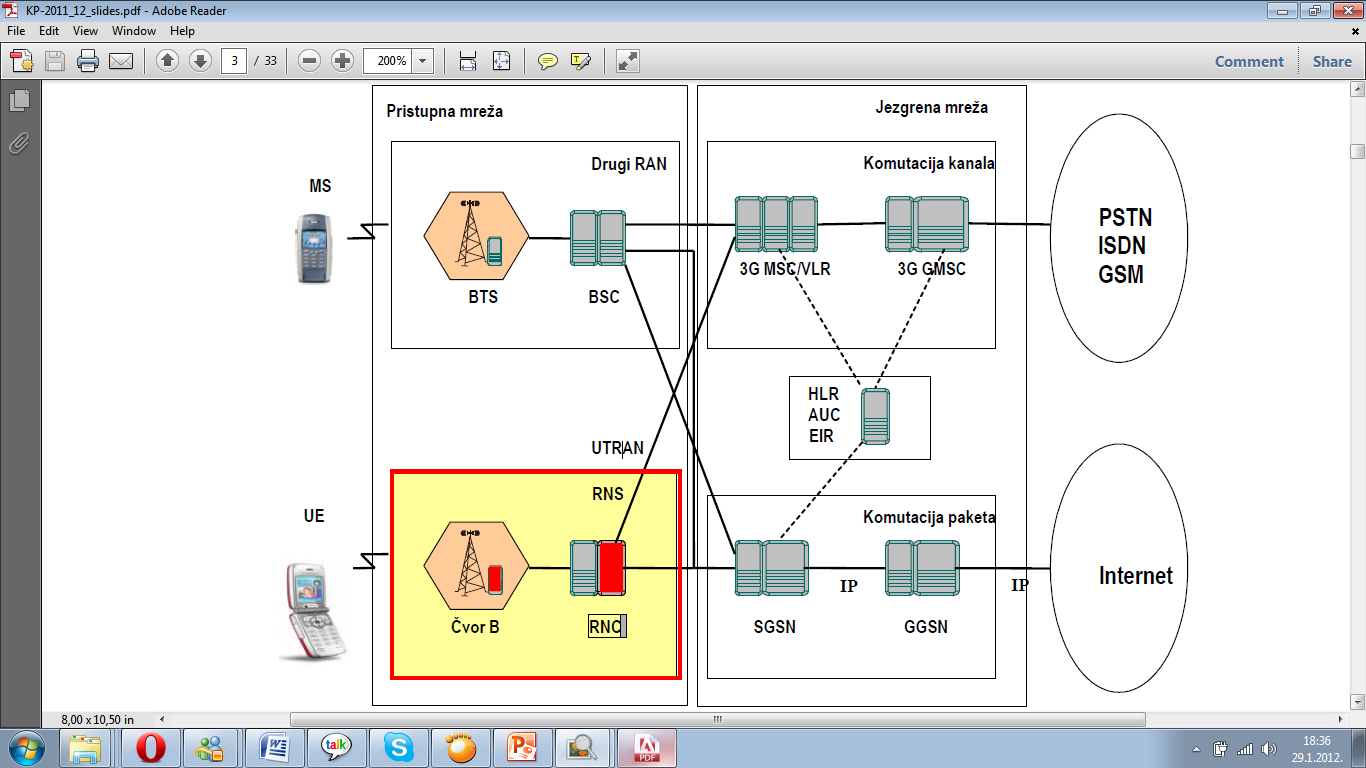 KP-2011_12_slides.pdf - Adobe Reader
File Edit View Window Help
3 / 33
200%
Comment Share
Pristupna mreža
Jezgrena mreža
Drugi RAN
Komutacija kanala
MS
PSTN
ISDN
GSM
3G MSC/VLR
3G GMSC
BTS
BSC
HLR
AUC
EIR
UTRAN
RNS
UE
Komutacija paketa
Internet
IP
IP
Čvor B
RNC
SGSN
GGSN
8,00 x 10,50 in
talk
PDF
18:36
29.1.2012.